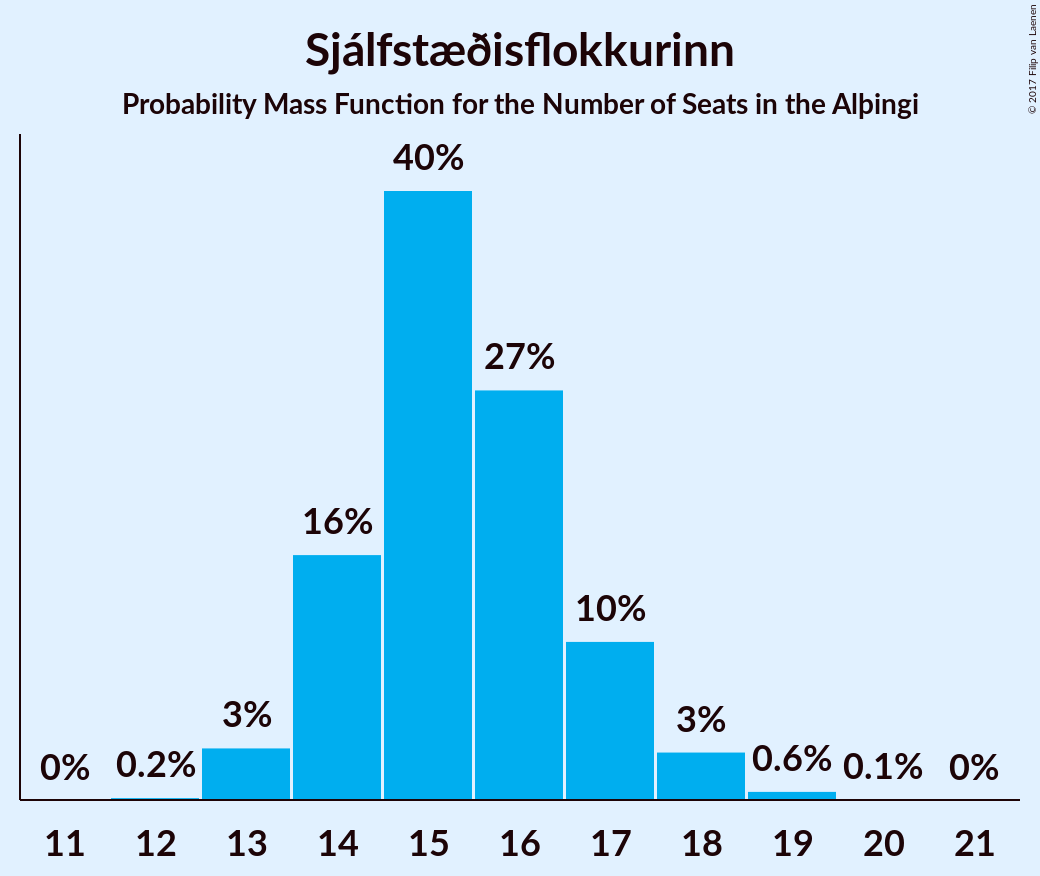 Sjálfstæðisflokkurinn
Probability Mass Function for the Number of Seats in the Alþingi
© 2017 Filip van Laenen
40%
27%
16%
10%
3%
3%
0%
0.2%
0.6%
0.1%
0%
11 12 13 14 15 16 17 18 19 20 21